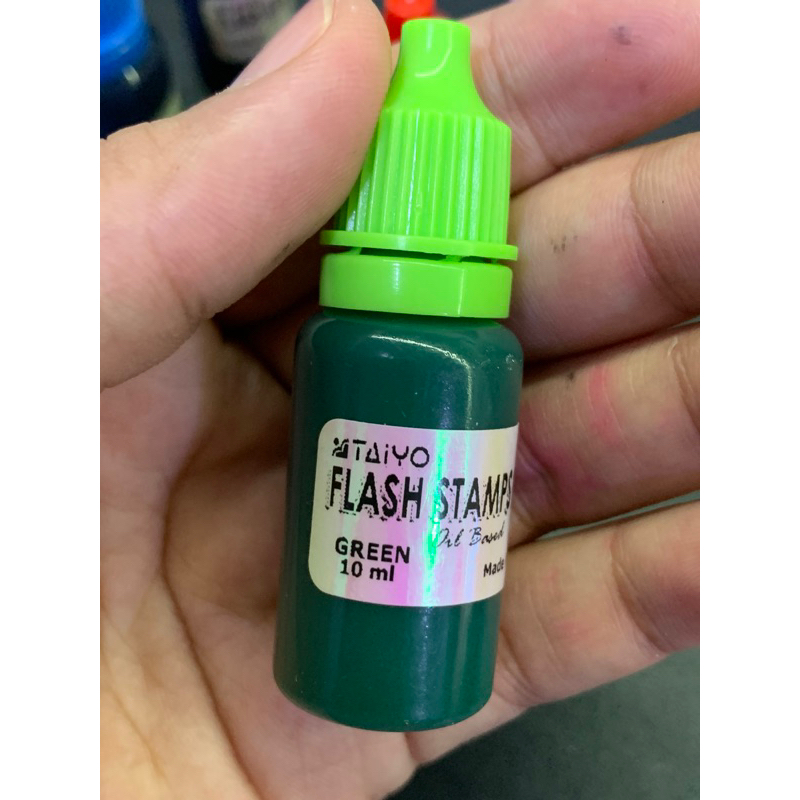 TAiYO
FLASH STAMPS
Oil Based
GREEN
10 ml
Made